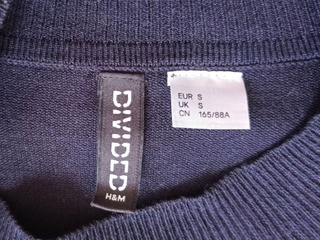 DIVIDED
H&M
EUR S
UK S
CN 165/88A